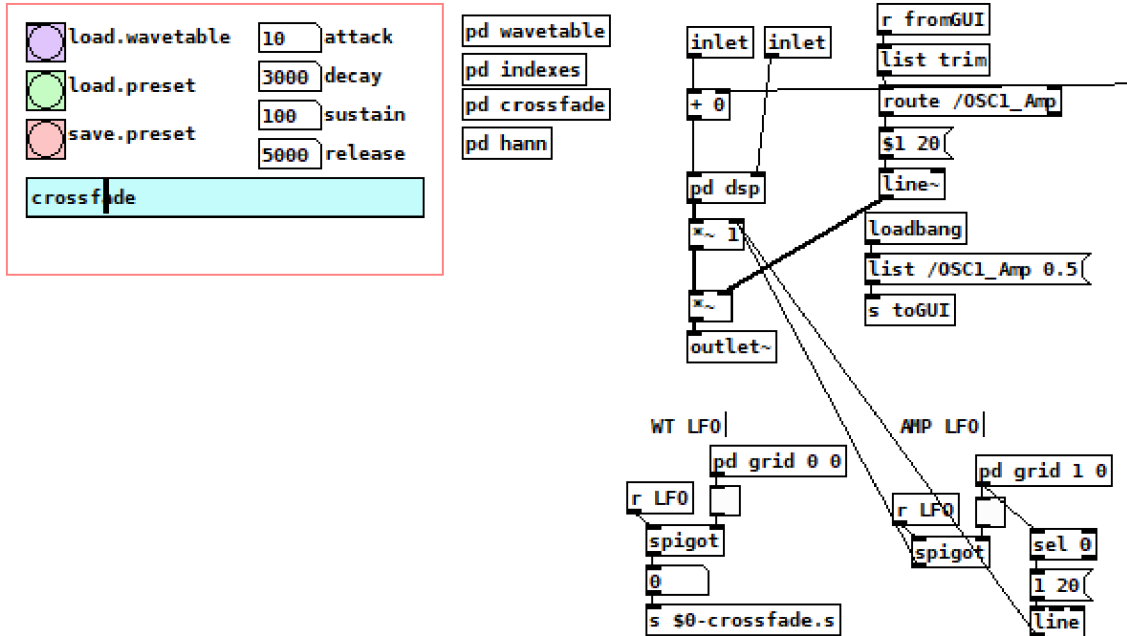 load.wavetable
load.preset
save.preset
10 attack
3000 decay
100 sustain
5000 release
crossfade
pd wavetable
pd indexes
pd crossfade
pd hann
inlet
inlet
+ 0
pd dsp
*~ 1
*~
outlet~
r fromGUI
list trim
route /OSC1_Amp
$1 20
line~
loadbang
list /OSC1_Amp 0.5
s toGUI
WT LFO
pd grid 0 0
r LFO
spigot
0
s $0-crossfade.s
AMP LFO
pd grid 1 0
r LFO
spigot
sel 0
1 20
line